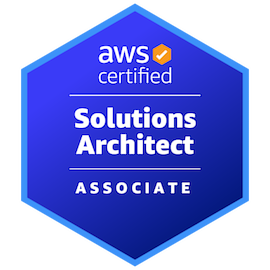 aws
certified
Solutions
Architect
ASSOCIATE